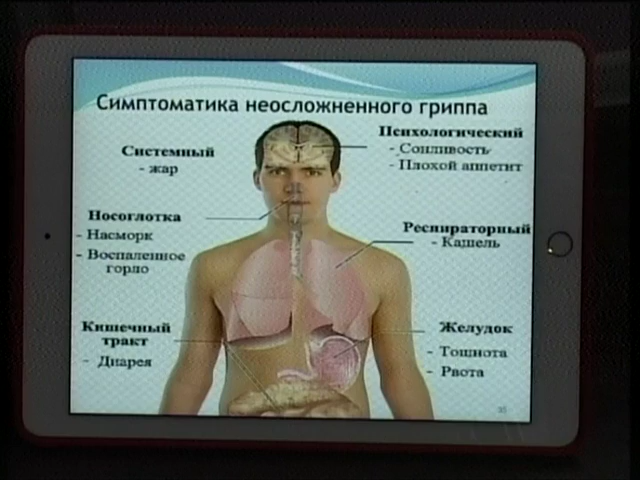 Симптоматика неосложненного гриппа
Системный
- жар
Психологический
- Сонливость
- Плохой аппетит
Носоглотка
- Насморк
- Воспаленное
горло
Респираторный
- Кашель
Кишечный
тракт
- Диарея
Желудок
- Тошнота
- Рвота